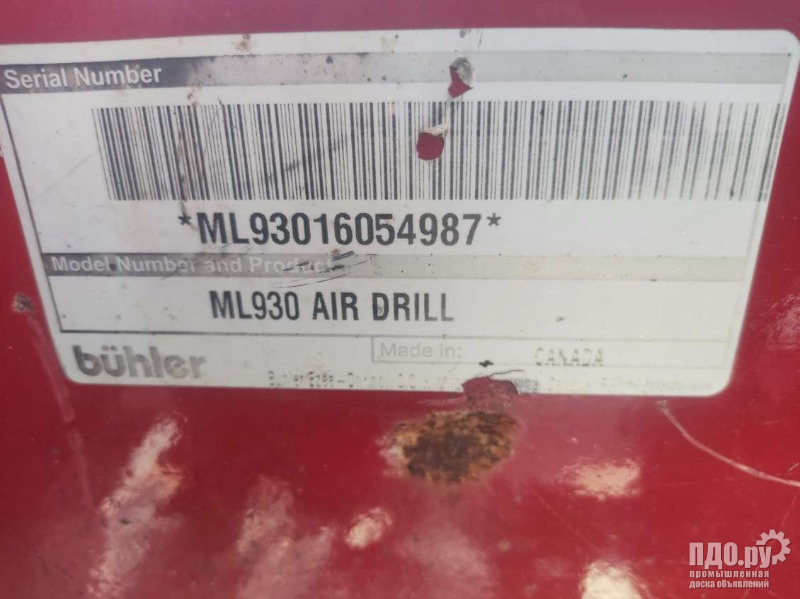 Serial Number
*ML93016054987*
Model Number and Product
ML930 AIR DRILL
bühler
Made in: CANADA
ПДО.ру
промышленная
доска объявлений